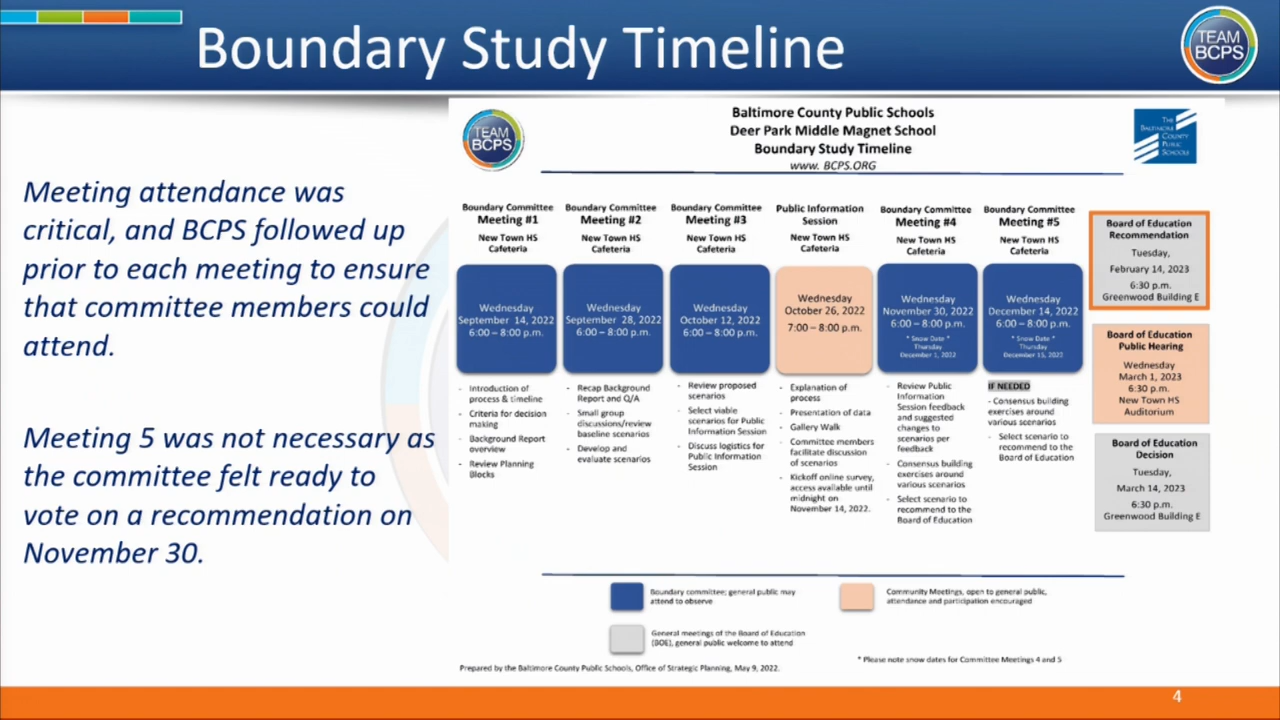 Boundary Study Timeline
TEAM
BCPS
Meeting attendance was
critical, and BCPS followed up
prior to each meeting to ensure
that committee members could
attend.
Meeting 5 was not necessary as
the committee felt ready to
vote on a recommendation on
November 30.
TEAM
BCPS
Baltimore County Public Schools
Deer Park Middle Magnet School
Boundary Study Timeline
www. BCPS.ORG
THE
BALTIMORE
COUNTY
PUBLIC
SCHOOLS
Boundary Committee
Meeting #1
New Town HS
Cafeteria
Wednesday
September 14, 2022
6:00 – 8:00 p.m.
- Introduction of
process & timeline
- Criteria for decision
making
- Background Report
overview
- Review Planning
Blocks
Boundary Committee
Meeting #2
New Town HS
Cafeteria
Wednesday
September 28, 2022
6:00 – 8:00 p.m.
- Recap Background
Report and Q/A
- Small group
discussions/review
baseline scenarios
- Develop and
evaluate scenarios
Boundary Committee
Meeting #3
New Town HS
Cafeteria
Wednesday
October 12, 2022
6:00 – 8:00 p.m.
- Review proposed
scenarios
- Select viable
scenarios for Public
Information Session
- Discuss logistics for
Public Information
Session
Public Information
Session
New Town HS
Cafeteria
Wednesday
October 26, 2022
7:00 – 8:00 p.m.
- Explanation of
process
- Presentation of data
- Gallery Walk
- Committee members
facilitate discussion
of scenarios
- Kickoff online survey,
access available until
midnight on
November 14, 2022.
Boundary Committee
Meeting #4
New Town HS
Cafeteria
Wednesday
November 30, 2022
6:00 – 8:00 p.m.
* Snow Date *
Thursday
December 1, 2022
- Review Public
Information
Session feedback
and suggested
changes to
scenarios per
feedback
- Consensus building
exercises around
various scenarios
- Select scenario to
recommend to the
Board of Education
Boundary Committee
Meeting #5
New Town HS
Cafeteria
Wednesday
December 14, 2022
6:00 – 8:00 p.m.
* Snow Date *
Thursday
December 15, 2022
IF NEEDED
- Consensus building
exercises around
various scenarios
- Select scenario to
recommend to the
Board of Education
Board of Education
Recommendation
Tuesday,
February 14, 2023
6:30 p.m.
Greenwood Building E
Board of Education
Public Hearing
Wednesday
March 1, 2023
6:30 p.m.
New Town HS
Auditorium
Board of Education
Decision
Tuesday,
March 14, 2023
6:30 p.m.
Greenwood Building E
Boundary committee; general public may
attend to observe
Community Meetings, open to general public,
attendance and participation encouraged
General meetings of the Board of Education
(BOE), general public welcome to attend
* Please note snow dates for Committee Meetings 4 and 5
Prepared by the Baltimore County Public Schools, Office of Strategic Planning, May 9, 2022.
4